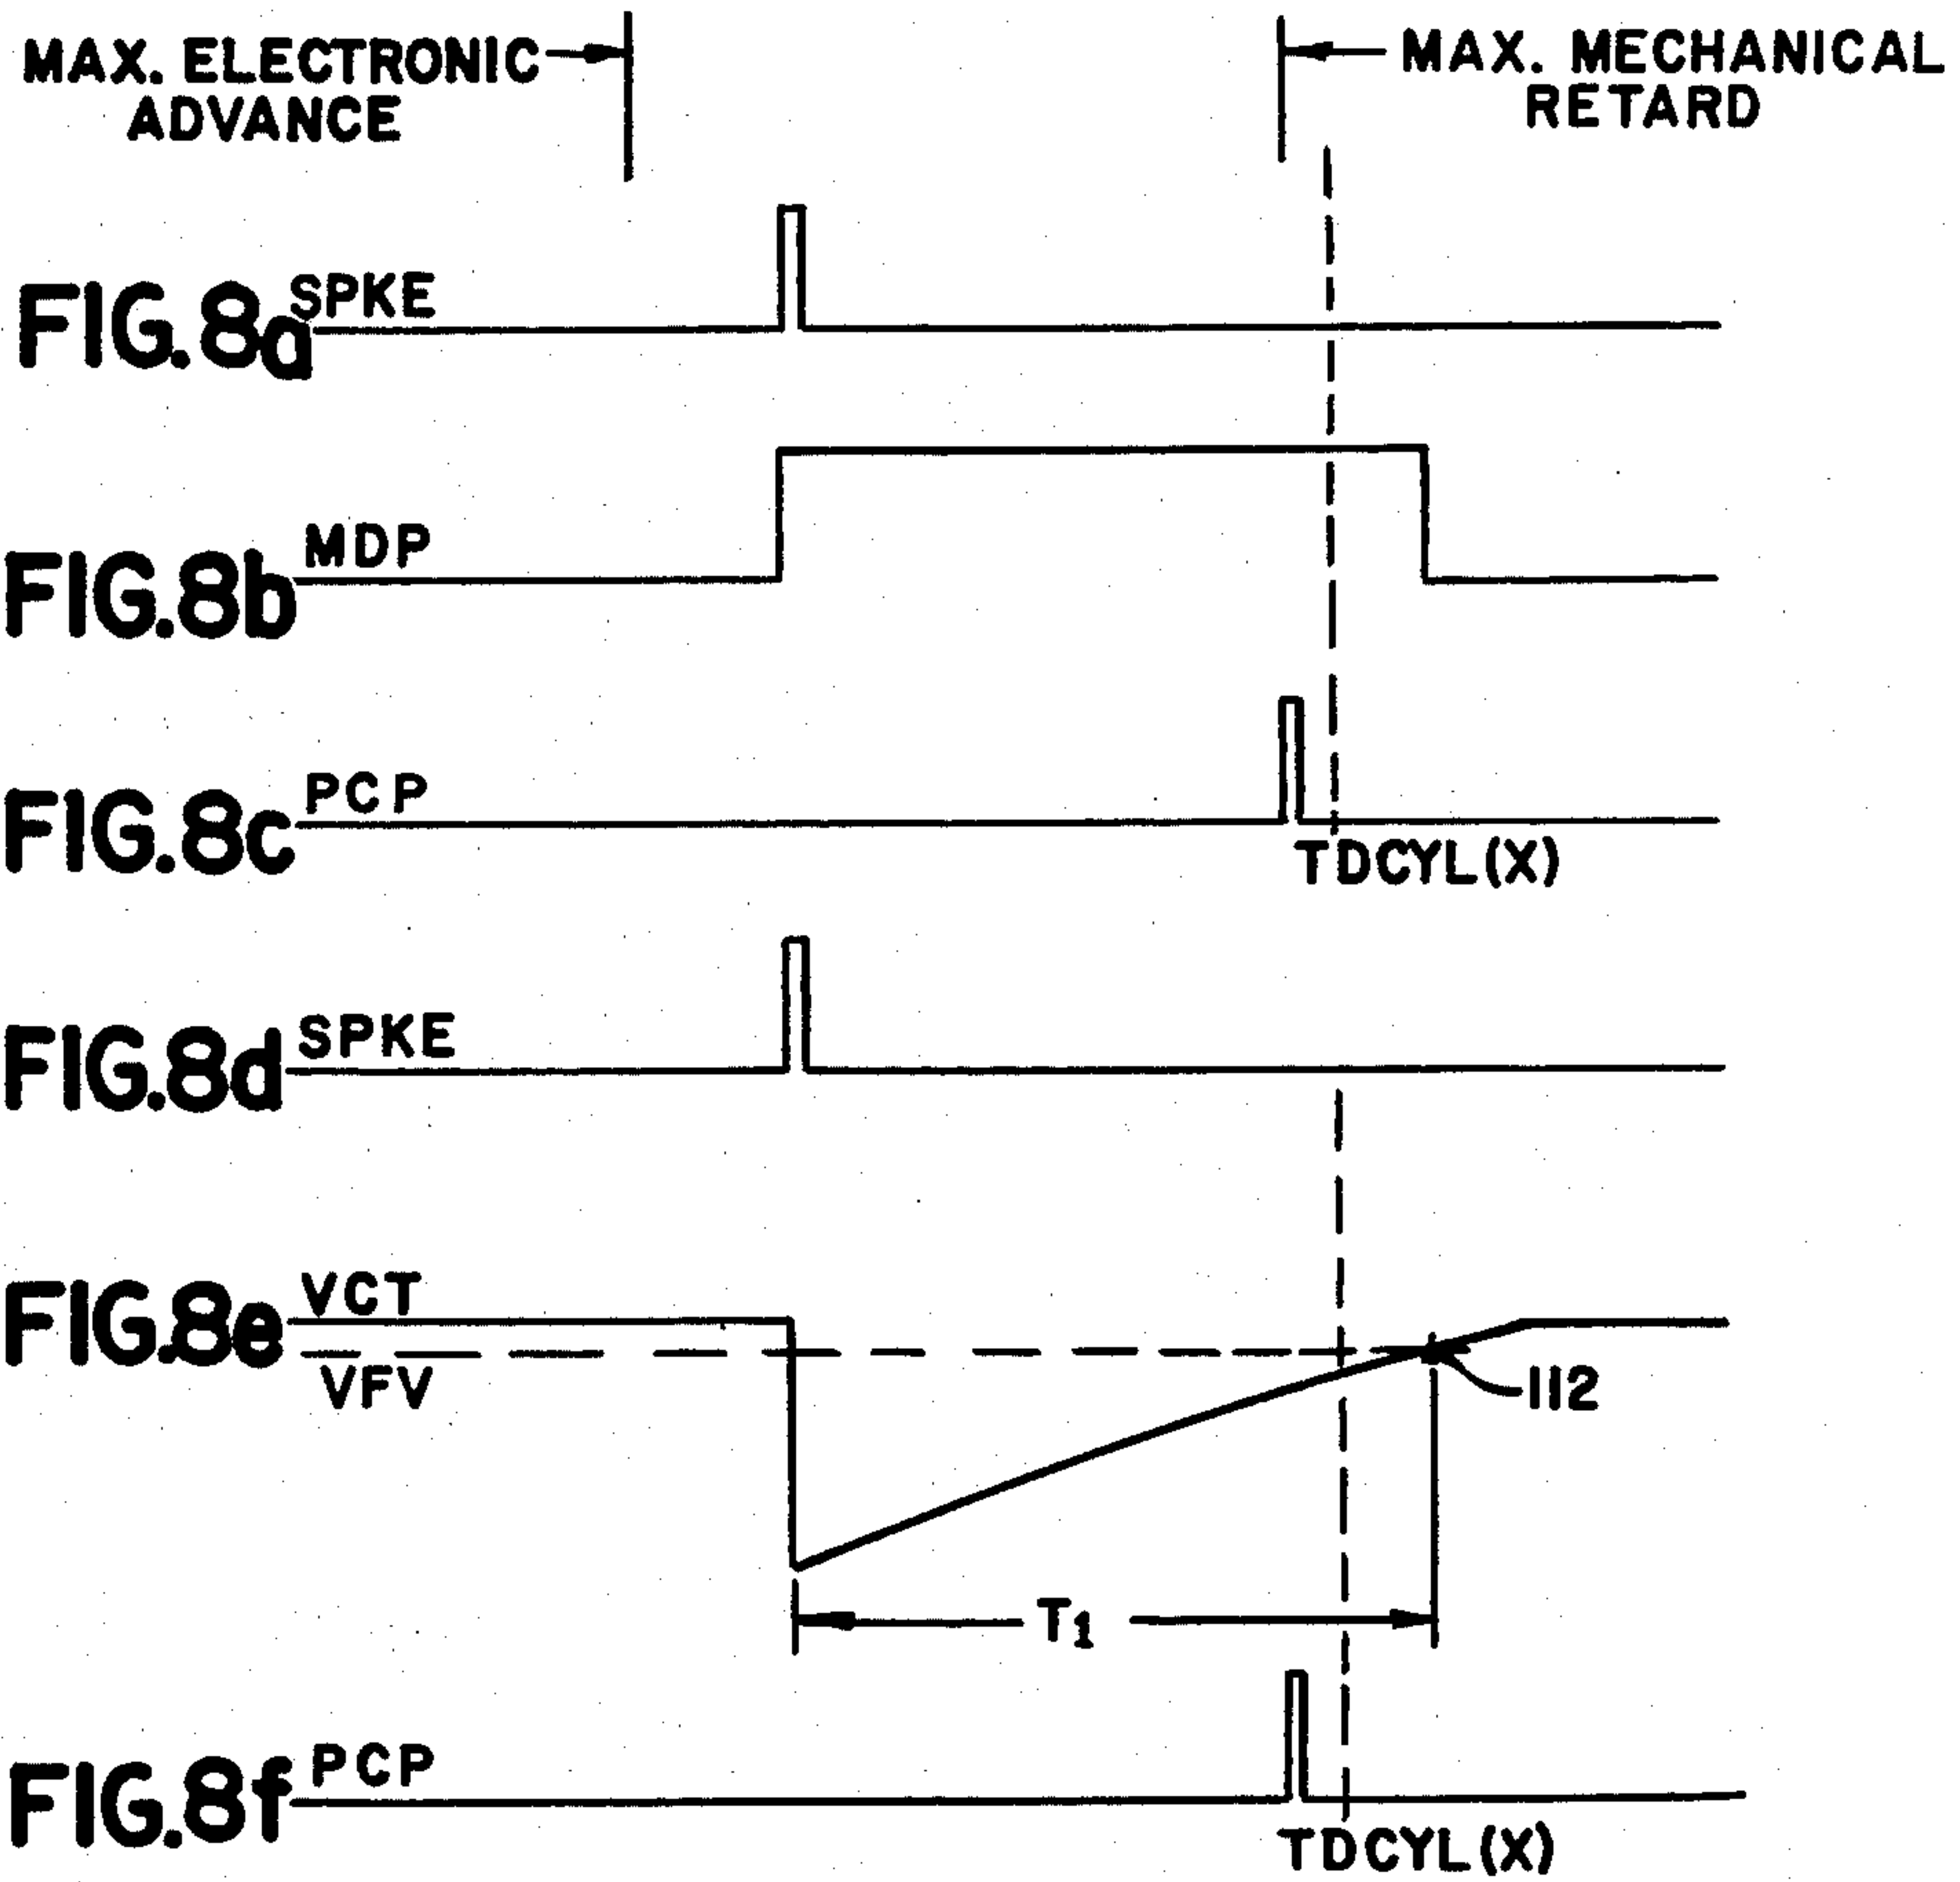 MAX. ELECTRONIC
ADVANCE
MAX. MECHANICAL
RETARD
FIG.8a
SPKE
FIG.8b
MDP
FIG.8c
PCP
TDCYL(X)
FIG.8d
SPKE
FIG.8e
VCT
VFV
112
T1
FIG.8f
PCP
TDCYL(X)